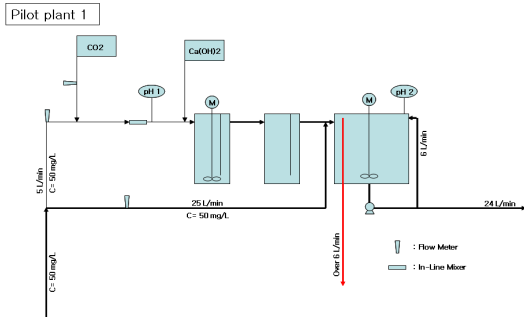 Pilot plant 1
CO2
Ca(OH)2
pH 1
M
M
pH 2
5 L/min
C= 50 mg/L
6 L/min
25 L/min
C= 50 mg/L
24 L/min
C= 50 mg/L
Over 6 L/min
: Flow Meter
: In-Line Mixer